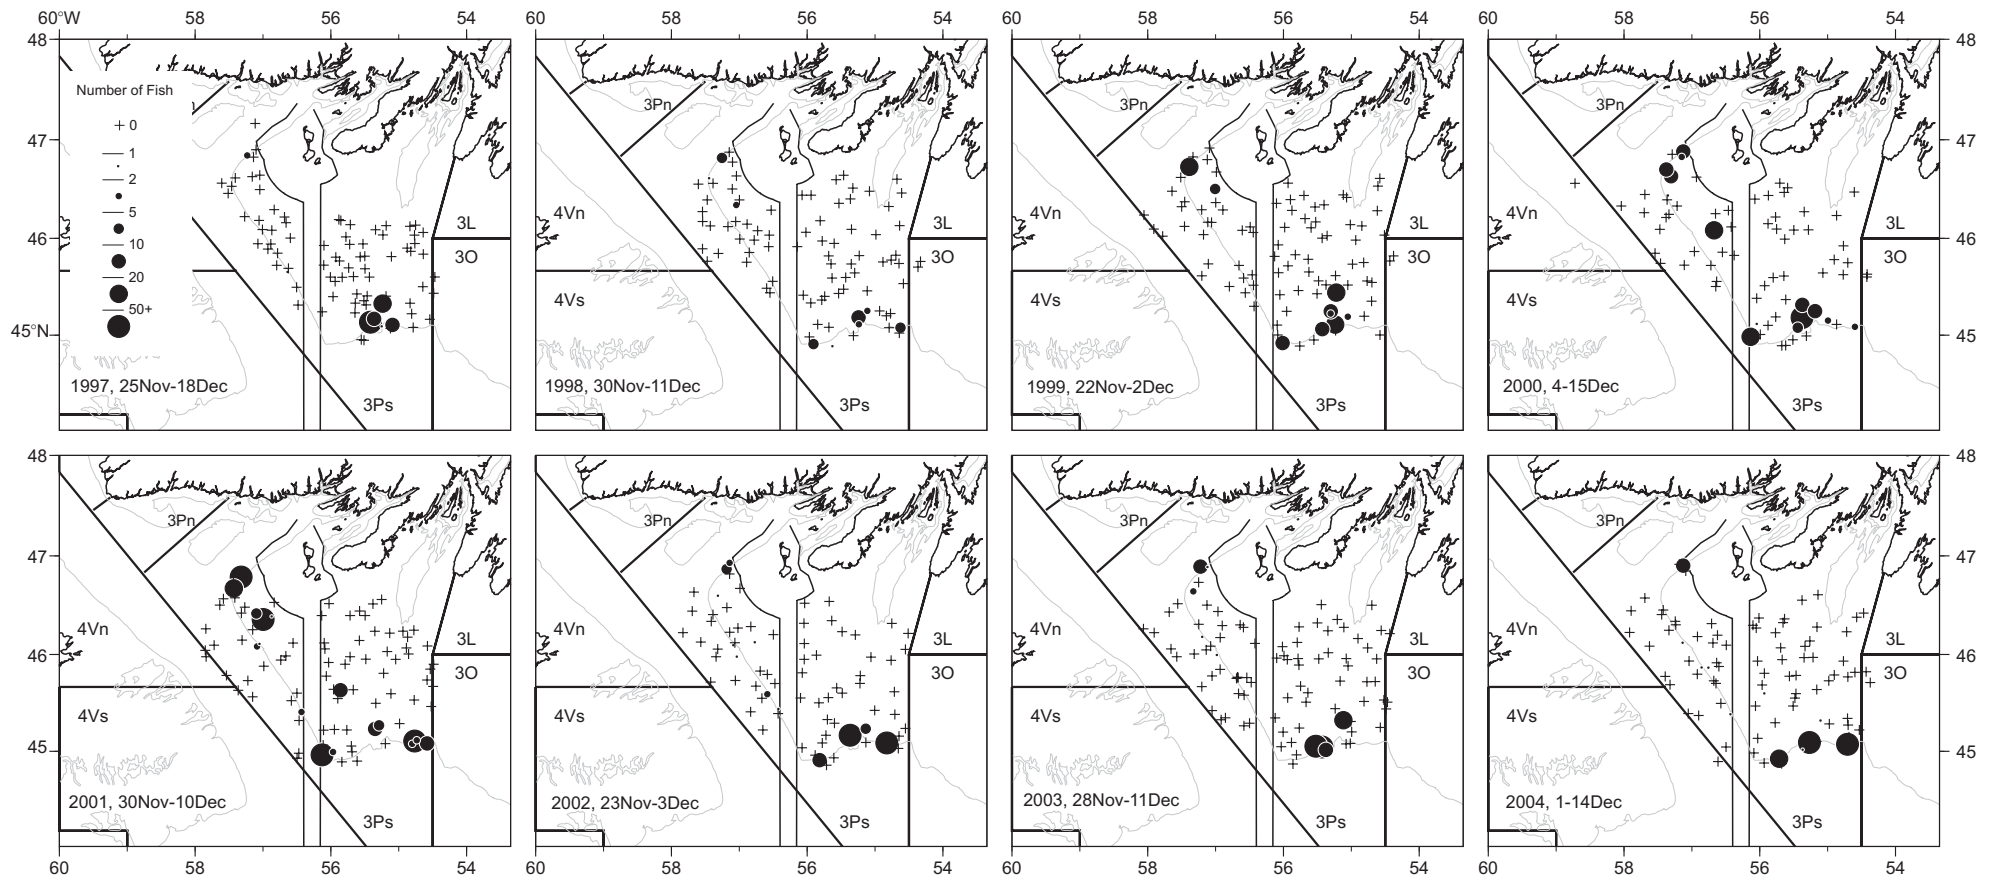 60°W 58 56 54 60 58 56 54 60 58 56 54 60 58 56 54
48 48
Number of Fish
+ 0
1
2
5
10
20
50+
3Pn 3Pn 3Pn
47 47
4Vn 4Vn 4Vn
3L 3L 3L 3L
46 46
3O 3O 3O 3O
4Vs 4Vs 4Vs
45°N 45
1997, 25Nov-18Dec 1998, 30Nov-11Dec 1999, 22Nov-2Dec 2000, 4-15Dec
3Ps 3Ps 3Ps 3Ps
48 48
3Pn 3Pn 3Pn 3Pn
47 47
4Vn 4Vn 4Vn 4Vn
3L 3L 3L 3L
46 46
3O 3O 3O 3O
4Vs 4Vs 4Vs 4Vs
45 45
2001, 30Nov-10Dec 2002, 23Nov-3Dec 2003, 28Nov-11Dec 2004, 1-14Dec
3Ps 3Ps 3Ps 3Ps
60 58 56 54 60 58 56 54 60 58 56 54 60 58 56 54